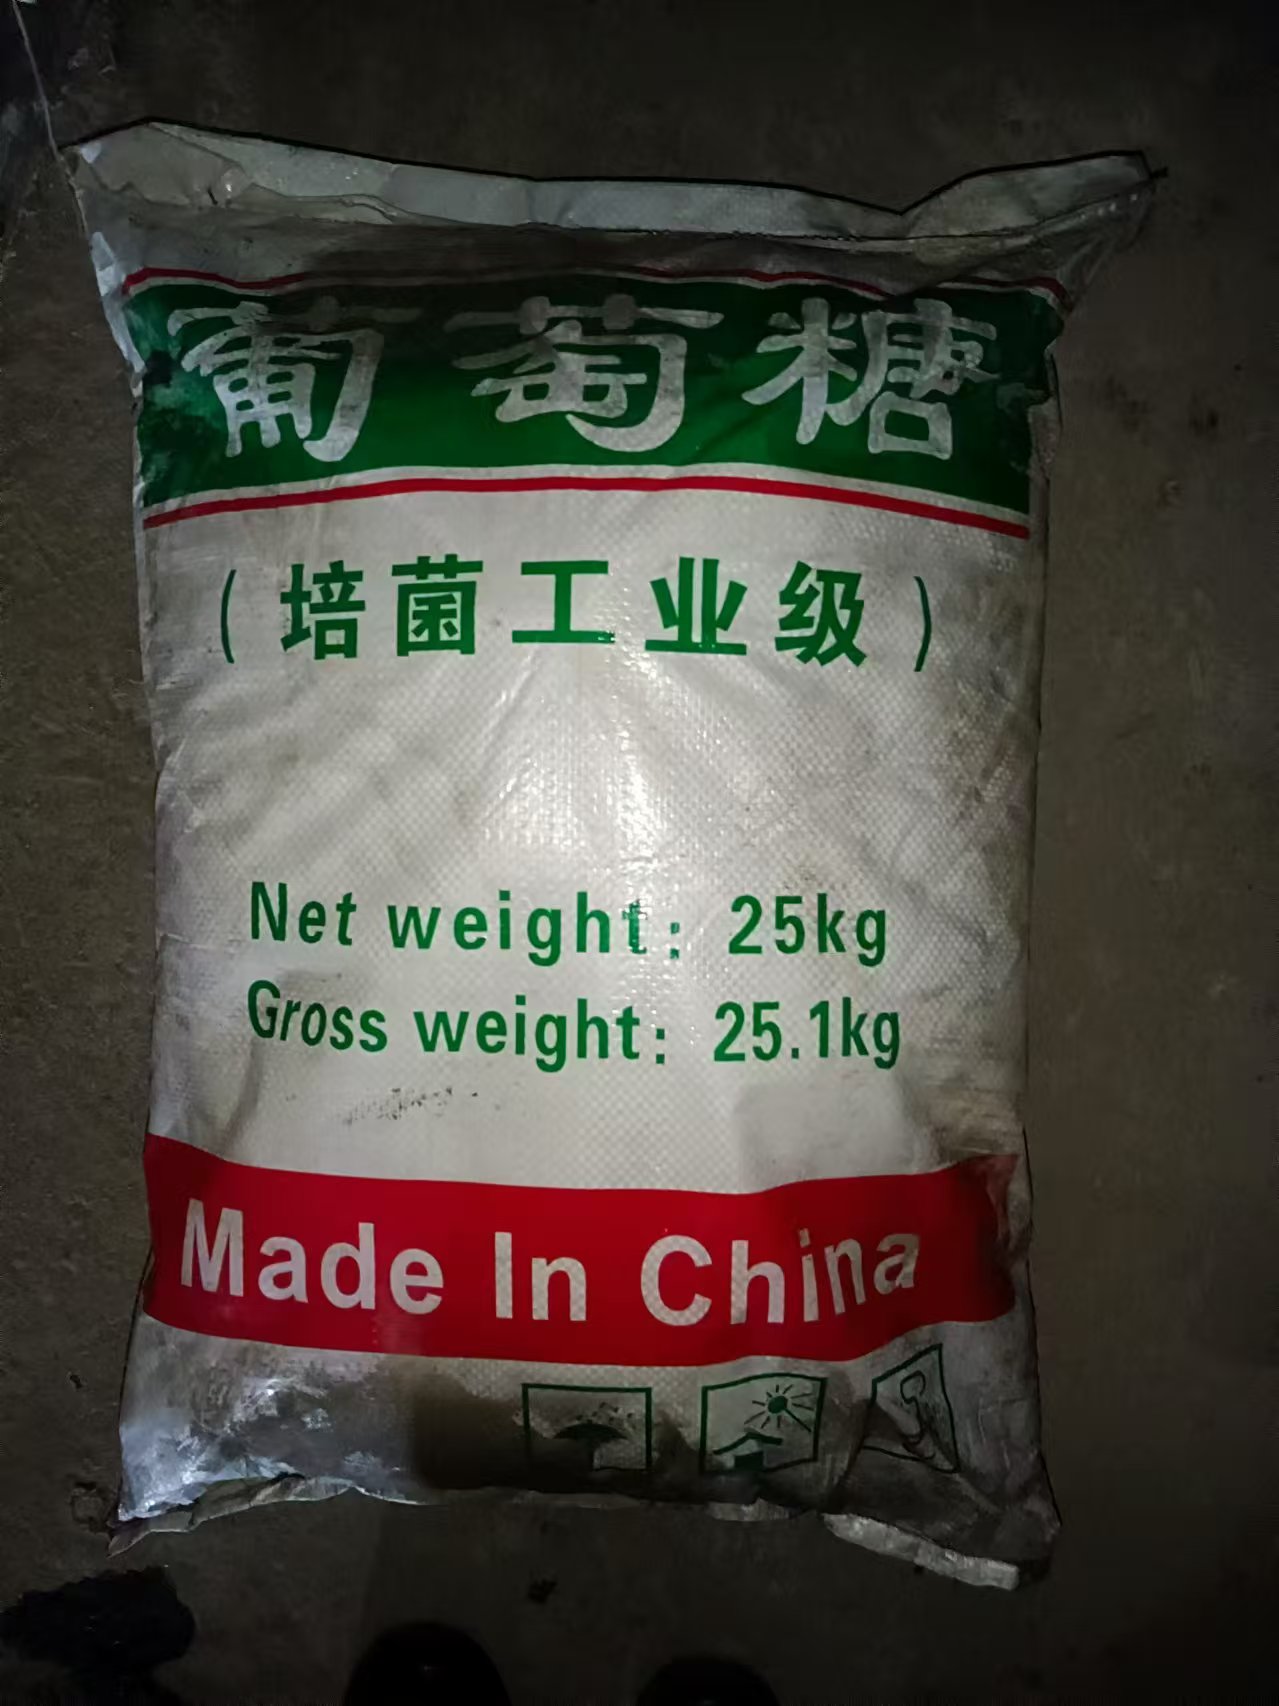 葡萄糖
（培菌工业级）
Net weight： 25kg
Gross weight： 25.1kg
Made In China